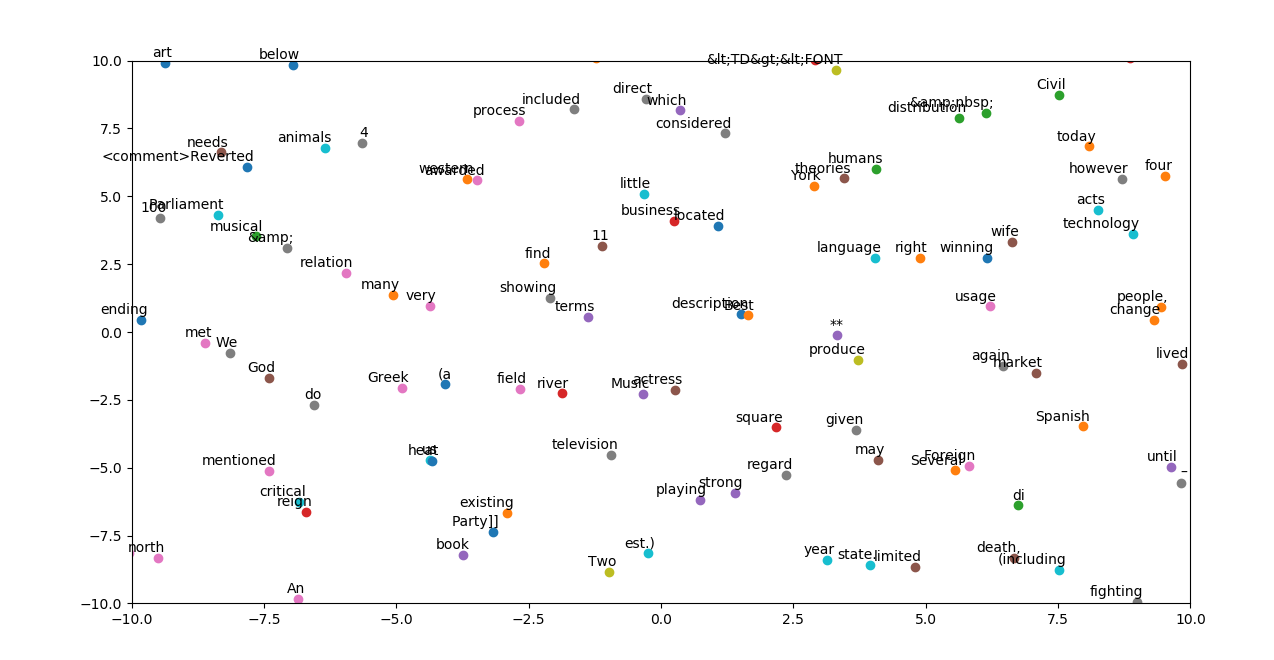 art
below
&lt;TD&gt;&lt;FONT
direct
which
included
process
considered
Civil
&amp;nbsp;
distribution
4
animals
needs
<comment>Reverted
today
however
four
humans
theories
York
western
awarded
little
business
located
100
Parliament
musical
&amp;
acts
technology
11
wife
language
right
winning
find
relation
many
very
showing
terms
description
Best
usage
people,
change
ending
met
We
God
**
produce
again
market
lived
do
Greek
(a
field
river
Music
actress
square
given
Spanish
television
may
Several
Foreign
until
–
mentioned
heat
us
regard
critical
reign
playing
strong
di
existing
Party]]
book
est.)
Two
year
state.
limited
death,
(including
north
An
fighting
10.0
7.5
5.0
2.5
0.0
−2.5
−5.0
−7.5
−10.0
−10.0 −7.5 −5.0 −2.5 0.0 2.5 5.0 7.5 10.0